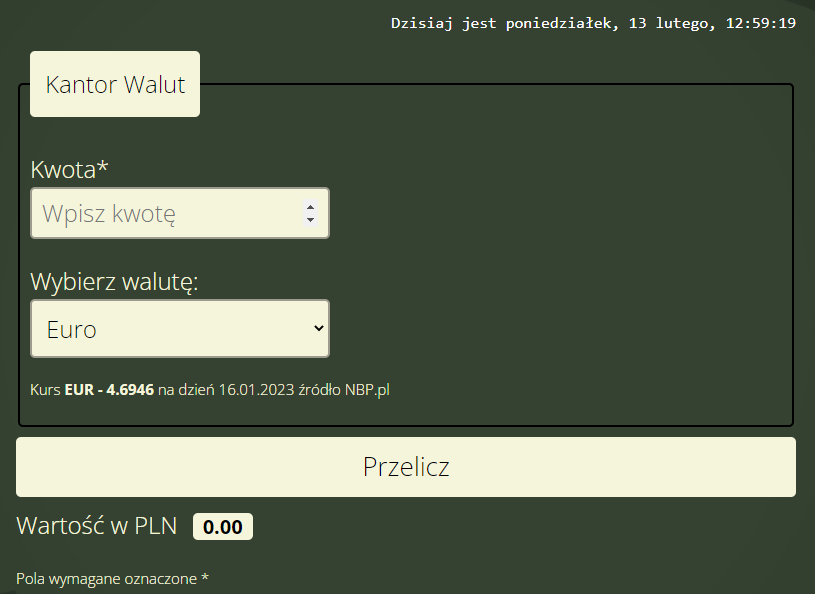 Dzisiaj jest poniedziałek, 13 lutego, 12:59:19
Kantor Walut
Kwota*
Wpisz kwotę
Wybierz walutę:
Euro
Kurs EUR - 4.6946 na dzień 16.01.2023 źródło NBP.pl
Przelicz
Wartość w PLN 0.00
Pola wymagane oznaczone *